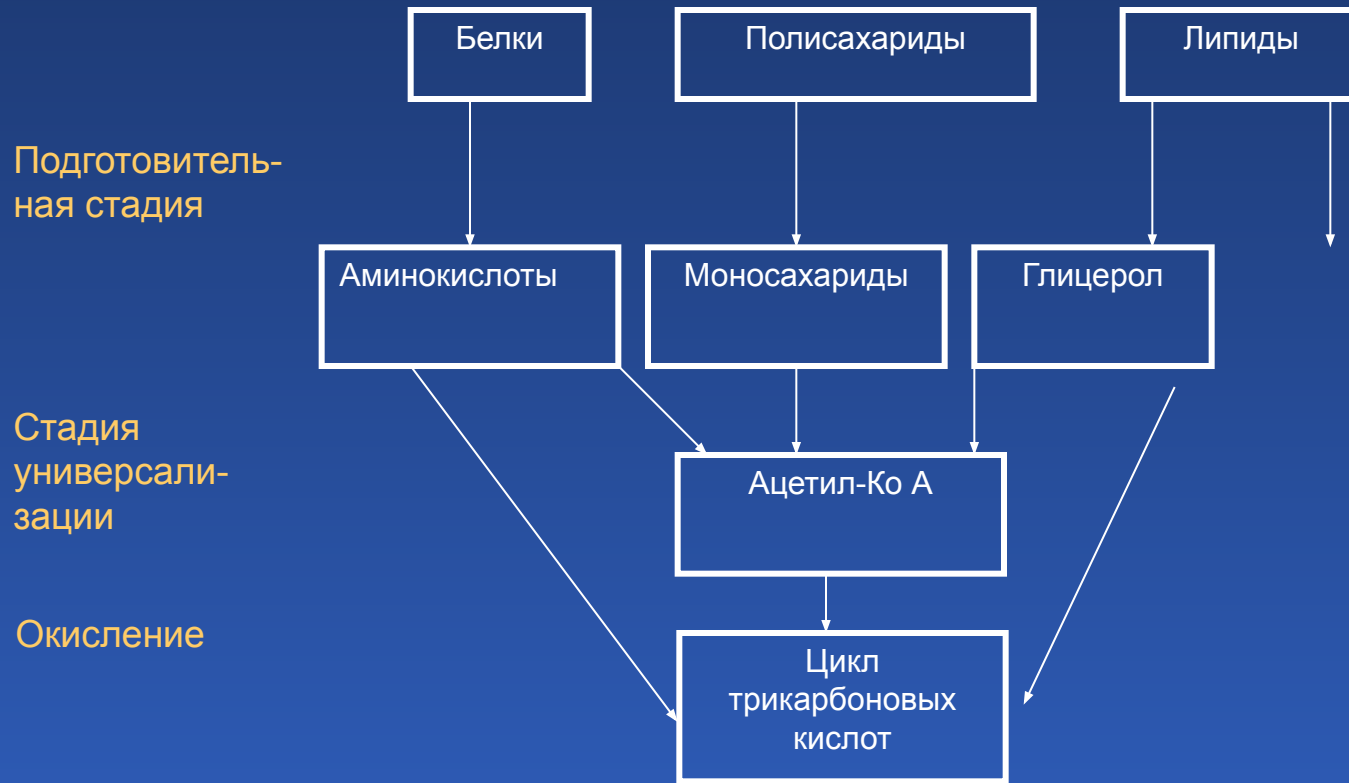 Белки
Полисахариды
Липиды
Подготовитель-
ная стадия
Аминокислоты
Моносахариды
Глицерол
Стадия
универсали-
зации
Ацетил-Ко А
Окисление
Цикл
трикарбоновых
кислот